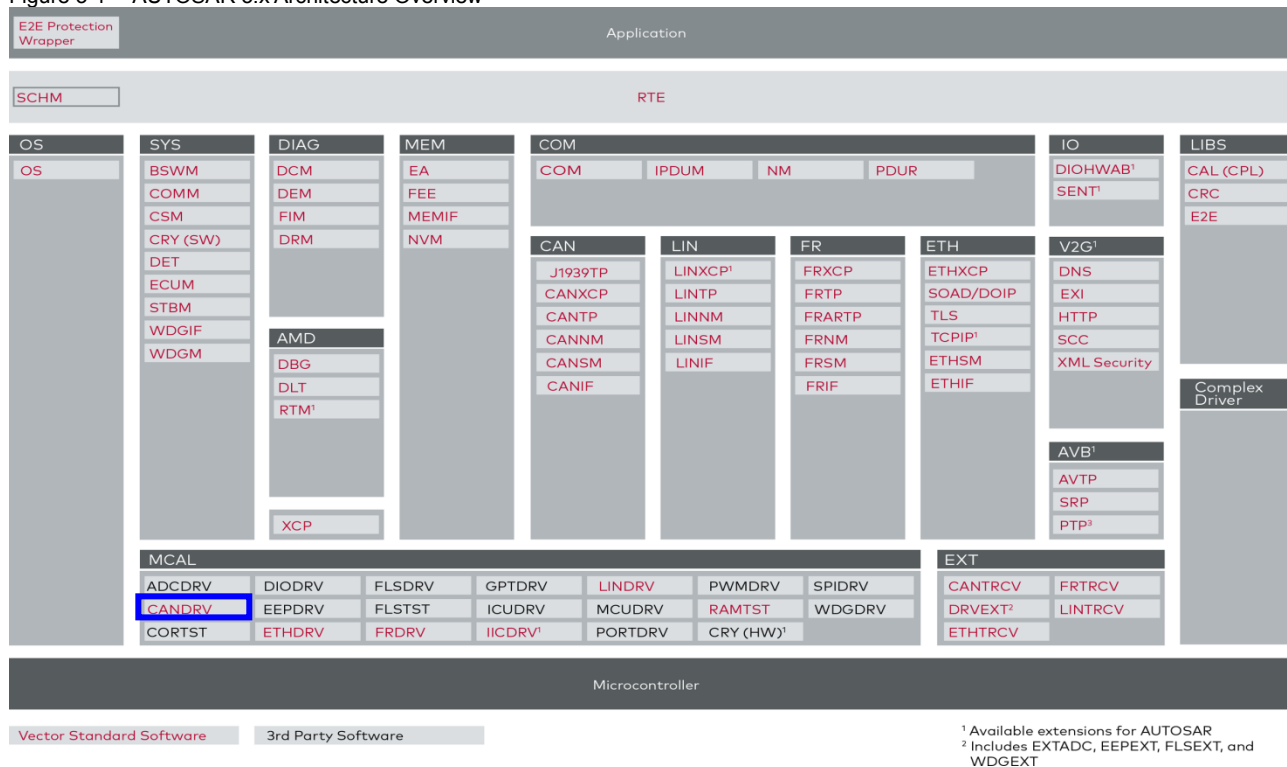 E2E Protection
Wrapper
Application
SCHM
RTE
OS
OS
SYS
BSWM
COMM
CSM
CRY (SW)
DET
ECUM
STBM
WDGIF
WDGM
DIAG
DCM
DEM
FIM
DRM
AMD
DBG
DLT
RTM¹
XCP
MEM
EA
FEE
MEMIF
NVM
COM
COM IPDUM NM PDUR
CAN
J1939TP
CANXCP
CANTP
CANNM
CANSM
CANIF
LIN
LINXCP¹
LINTP
LINNM
LINSM
LINIF
FR
FRXCP
FRTP
FRARTP
FRNM
FRSM
FRIF
ETH
ETHXCP
SOAD/DOIP
TLS
TCPIP¹
ETHSM
ETHIF
IO
DIOHWAB¹
SENT¹
V2G¹
DNS
EXI
HTTP
SCC
XML Security
AVB¹
AVTP
SRP
PTP³
LIBS
CAL (CPL)
CRC
E2E
Complex
Driver
MCAL
ADCDRV DIODRV FLSDRV GPTDRV LINDRV PWMDRV SPIDRV
CANDRV EEPDRV FLSTST ICUDRV MCUDRV RAMTST WDGDRV
CORTST ETHDRV FRDRV IICDRV¹ PORTDRV CRY (HW)¹
EXT
CANTRCV FRTRCV
DRVEXT² LINTRCV
ETHTRCV
Microcontroller
Vector Standard Software
3rd Party Software
¹ Available extensions for AUTOSAR
² Includes EXTADC, EEPEXT, FLSEXT, and
WDGEXT